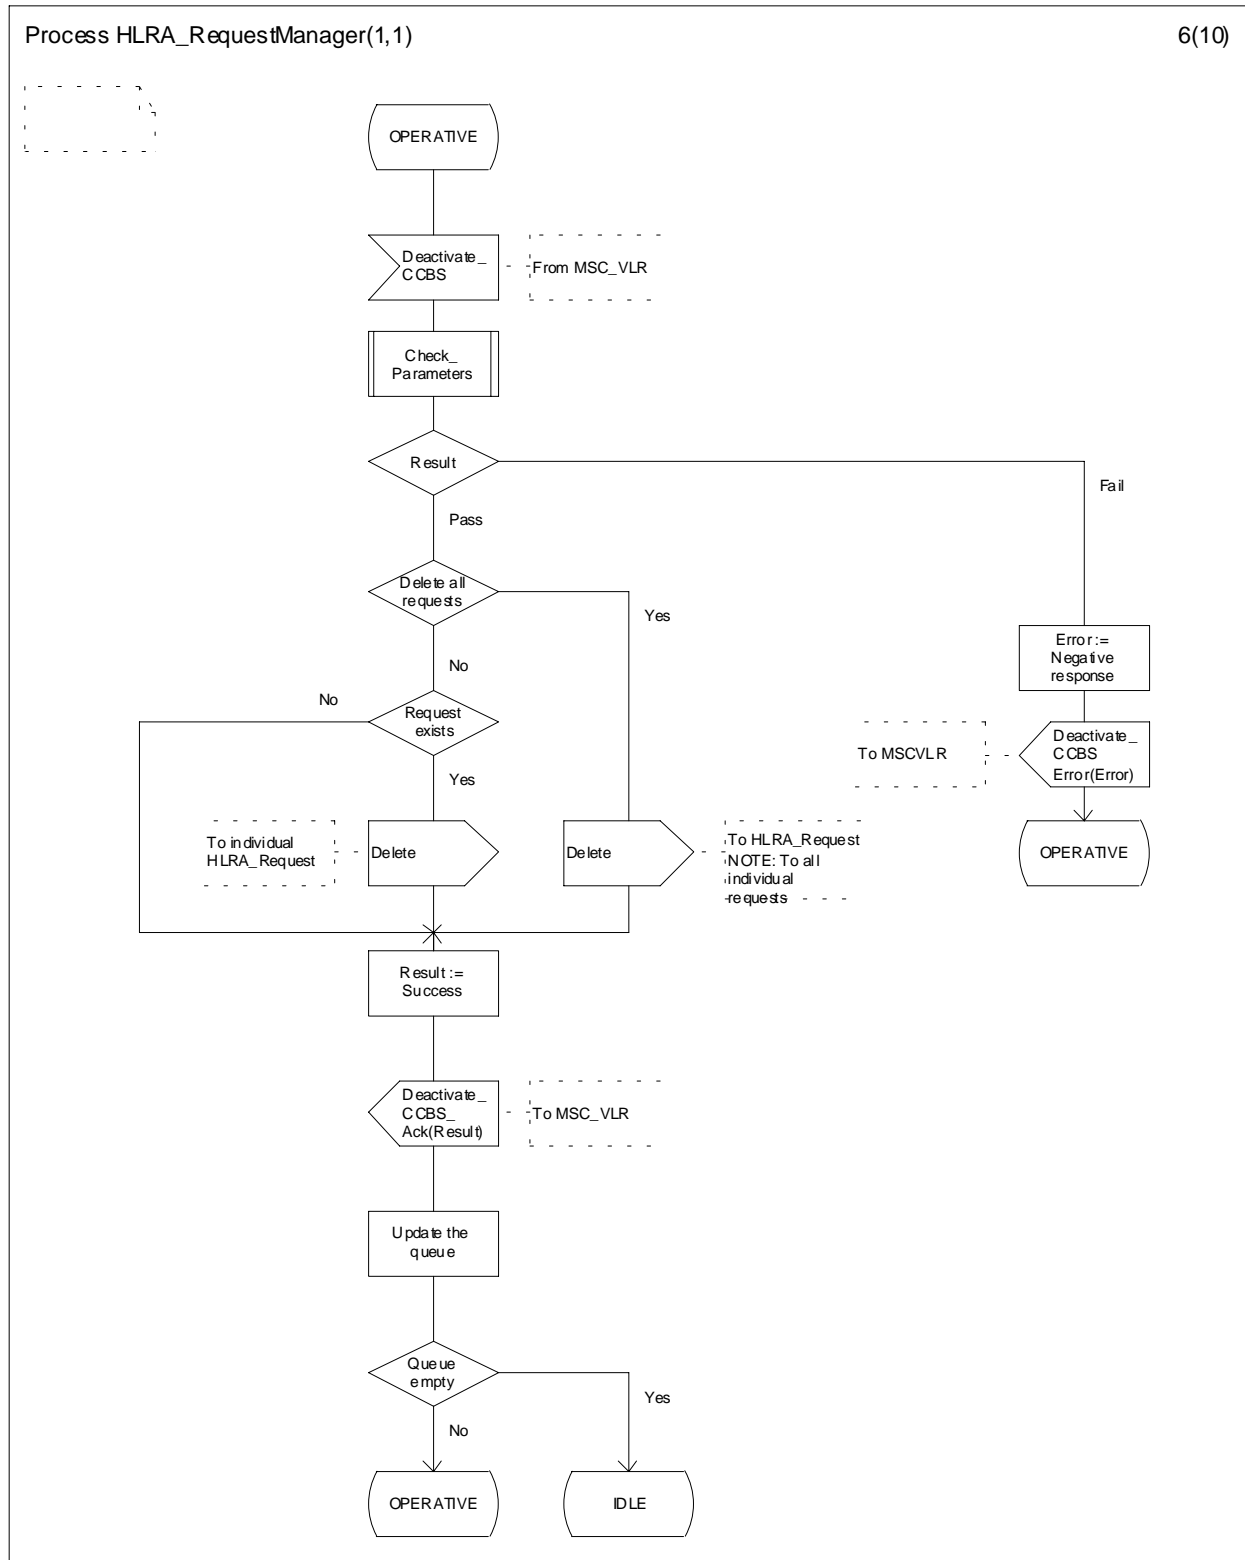 Process HLRA_RequestManager(1,1)
6(10)
OPERATIVE
Deactivate_
CCBS
From MSC_VLR
Check_
Parameters
Result
Fail
Pass
Delete all
requests
Yes
No
Error :=
Negative
response
No
Request
exists
Deactivate_
CCBS
Error(Error)
To MSCVLR
Yes
To individual
HLRA_Request
Delete
Delete
To HLRA_Request
NOTE: To all
individual
requests
OPERATIVE
Result :=
Success
Deactivate_
CCBS_
Ack(Result)
To MSC_VLR
Update the
queue
Queue
empty
Yes
No
OPERATIVE
IDLE